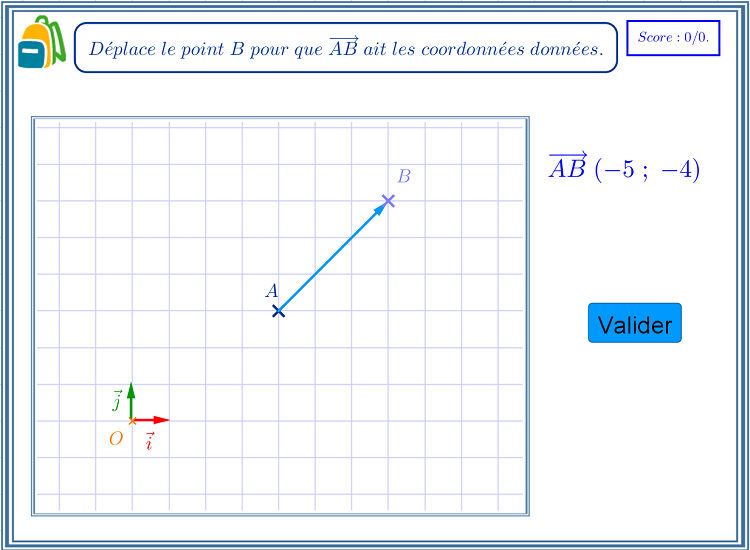 Déplace le point B pour que $\overrightarrow{AB}$ ait les coordonnées données.
Score : 0/0.
$\overrightarrow{AB}$ (−5 ; −4)
B
A
Valider
$\vec{j}$
O
$\vec{i}$